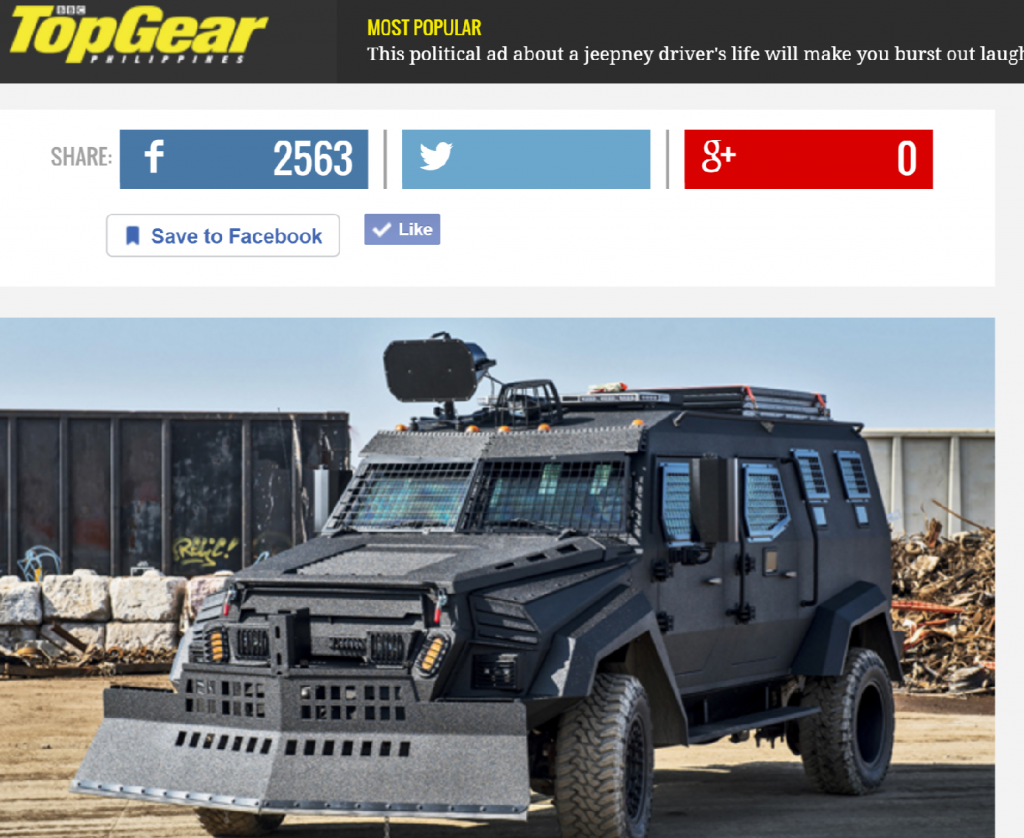 BBC
TopGear
PHILIPPINES
MOST POPULAR
This political ad about a jeepney driver's life will make you burst out laugh
SHARE:
f 2563
g+ 0
Save to Facebook
Like
RELIC!